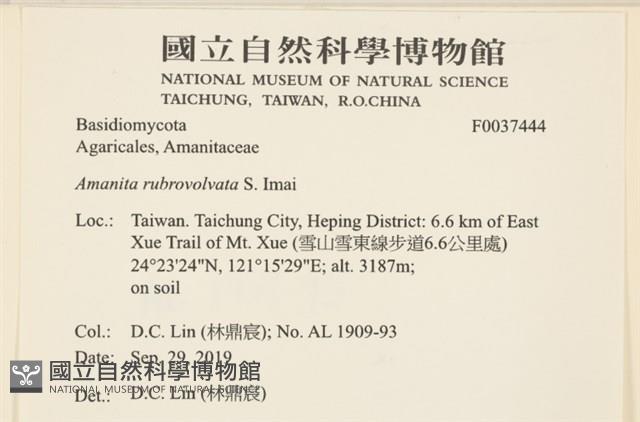 國立自然科學博物館
NATIONAL MUSEUM OF NATURAL SCIENCE
TAICHUNG, TAIWAN, R.O.CHINA
Basidiomycota F0037444
Agaricales, Amanitaceae
Amanita rubrovolvata S. Imai
Loc.: Taiwan. Taichung City, Heping District: 6.6 km of East
Xue Trail of Mt. Xue (雪山雪東線步道6.6公里處)
24°23'24"N, 121°15'29"E; alt. 3187m;
on soil
Col.: D.C. Lin (林鼎宸); No. AL 1909-93
Date: Sep. 29, 2019
國立自然科學博物館
NATIONAL MUSEUM OF NATURAL SCIENCE
Det.: D.C. Lin (林鼎宸)